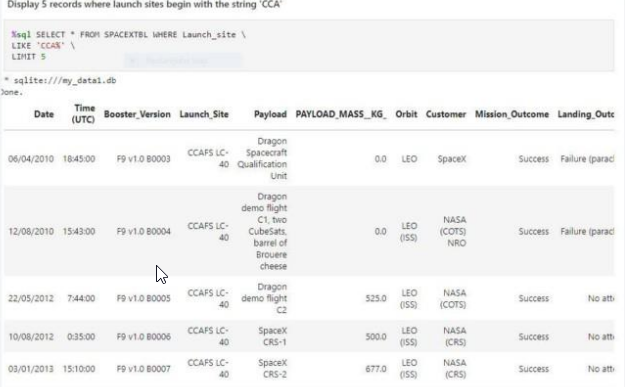 Display 5 records where launch sites begin with the string 'CCA'
%sql SELECT * FROM SPACEXTBL WHERE Launch_site \
LIKE 'CCA%' \
LIMIT 5
* sqlite:///my_data1.db
Done.
Date Time (UTC) Booster_Version Launch_Site Payload PAYLOAD_MASS__KG_ Orbit Customer Mission_Outcome Landing_Outc
06/04/2010 18:45:00 F9 v1.0 B0003 CCAFS LC-40 Dragon Spacecraft Qualification Unit 0.0 LEO SpaceX Success Failure (parac
12/08/2010 15:43:00 F9 v1.0 B0004 CCAFS LC-40 Dragon demo flight C1, two CubeSats, barrel of Brouere cheese 0.0 LEO (ISS) NASA (COTS) NRO Success Failure (parac
22/05/2012 7:44:00 F9 v1.0 B0005 CCAFS LC-40 Dragon demo flight C2 525.0 LEO (ISS) NASA (COTS) Success No att
10/08/2012 0:35:00 F9 v1.0 B0006 CCAFS LC-40 SpaceX CRS-1 500.0 LEO (ISS) NASA (CRS) Success No att
03/01/2013 15:10:00 F9 v1.0 B0007 CCAFS LC-40 SpaceX CRS-2 677.0 LEO (ISS) NASA (CRS) Success No att